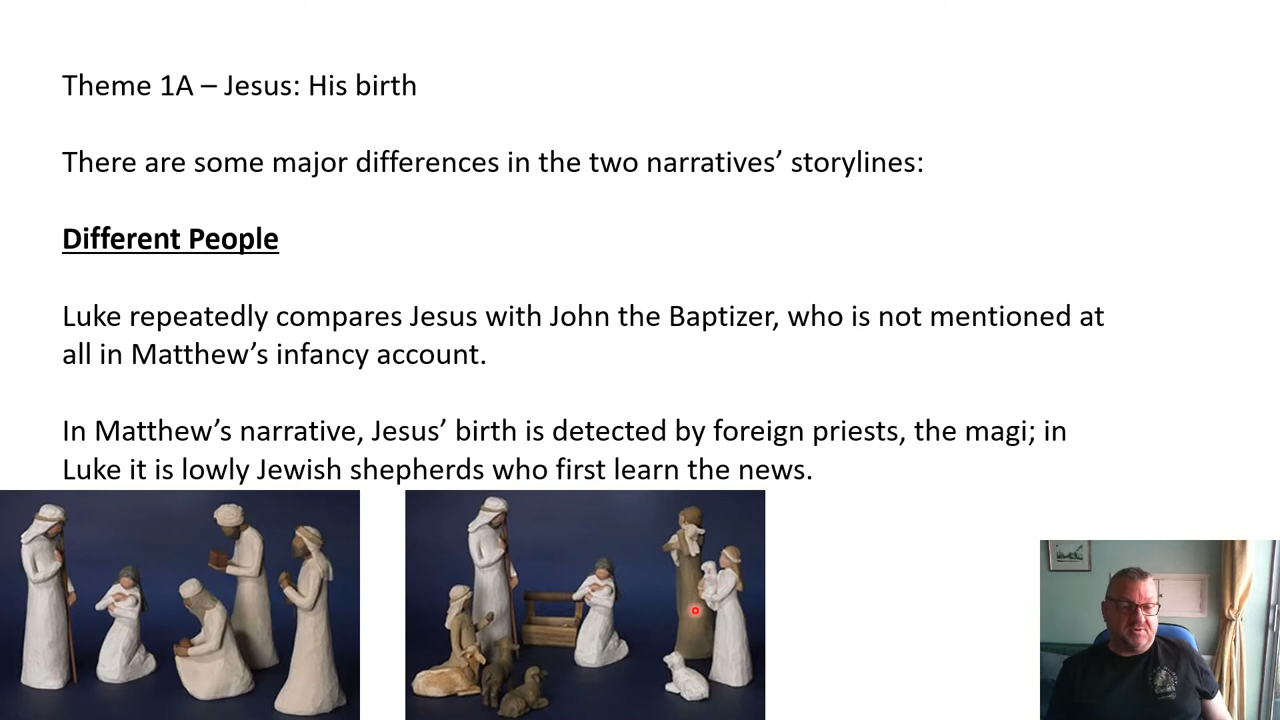 Theme 1A – Jesus: His birth
There are some major differences in the two narratives’ storylines:
Different People
Luke repeatedly compares Jesus with John the Baptizer, who is not mentioned at
all in Matthew’s infancy account.
In Matthew’s narrative, Jesus’ birth is detected by foreign priests, the magi; in
Luke it is lowly Jewish shepherds who first learn the news.